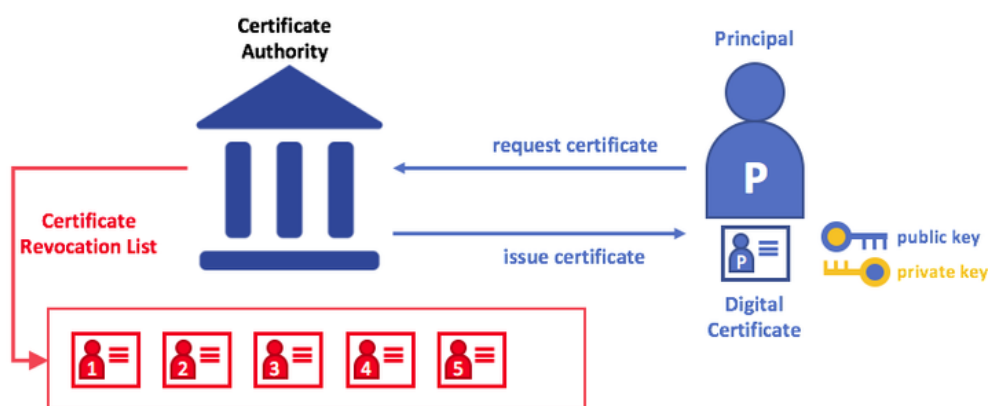 Certificate
Authority
Principal
request certificate
P
Certificate
Revocation List
issue certificate
P
public key
private key
Digital
Certificate
1 2 3 4 5